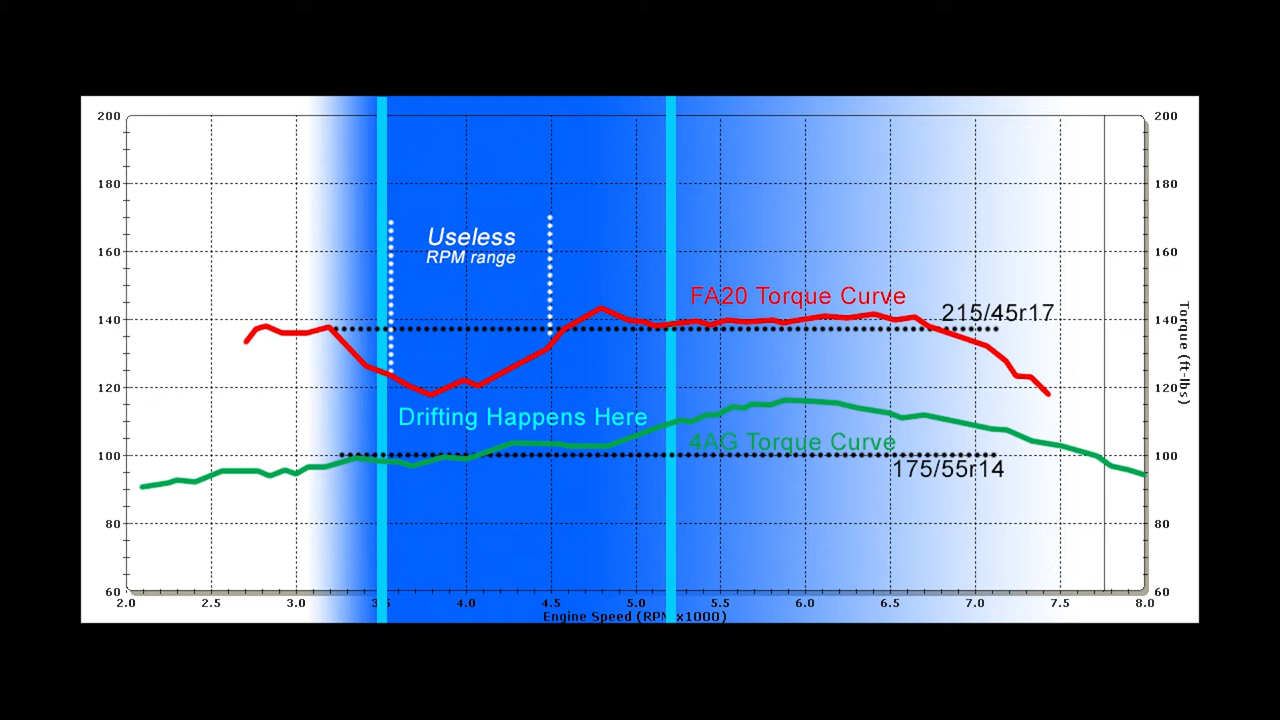 200
200
180
180
Useless
RPM range
160
160
FA20 Torque Curve
215/45r17
140
140
Torque (ft-lbs)
120
120
Drifting Happens Here
4AG Torque Curve
100
100
175/55r14
80
80
60
60
2.0 2.5 3.0 4.0 4.5 5.0 5.5 6.0 6.5 7.0 7.5 8.0
Engine Speed (RPM x1000)